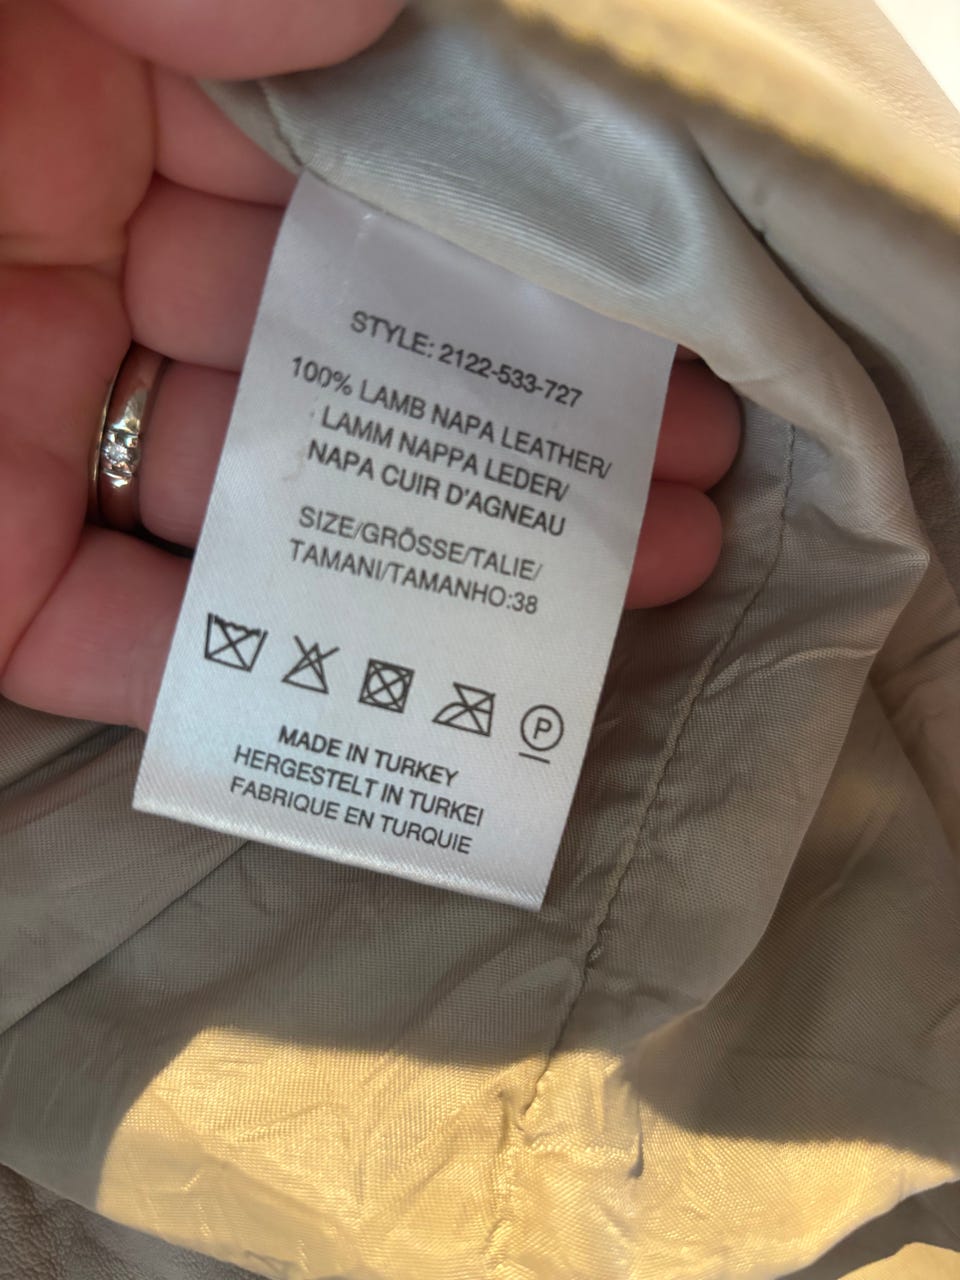 STYLE: 2122-533-727
100% LAMB NAPA LEATHER/
LAMM NAPPA LEDER/
NAPA CUIR D'AGNEAU
SIZE/GRÖSSE/TALIE/
TAMANI/TAMANHO:38
P
MADE IN TURKEY
HERGESTELT IN TURKEI
FABRIQUE EN TURQUIE